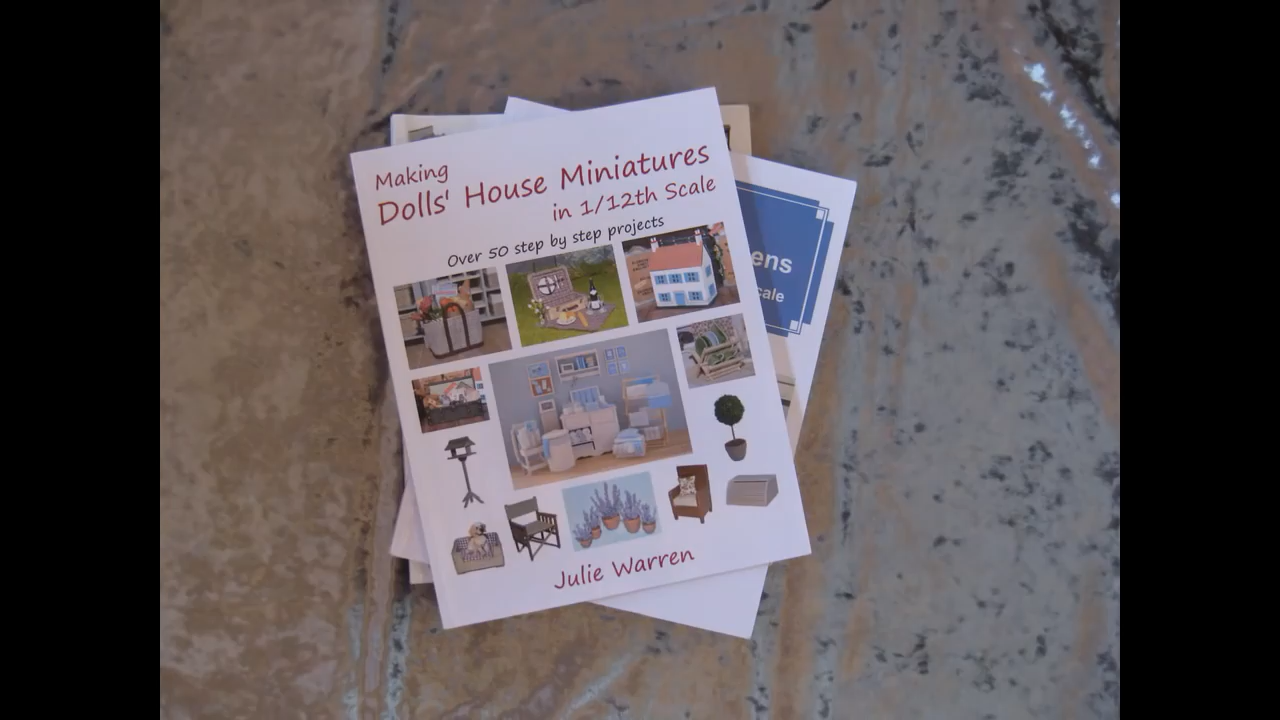 Making
Dolls' House Miniatures
in 1/12th Scale
Over 50 step by step projects
Julie Warren
ens
cale